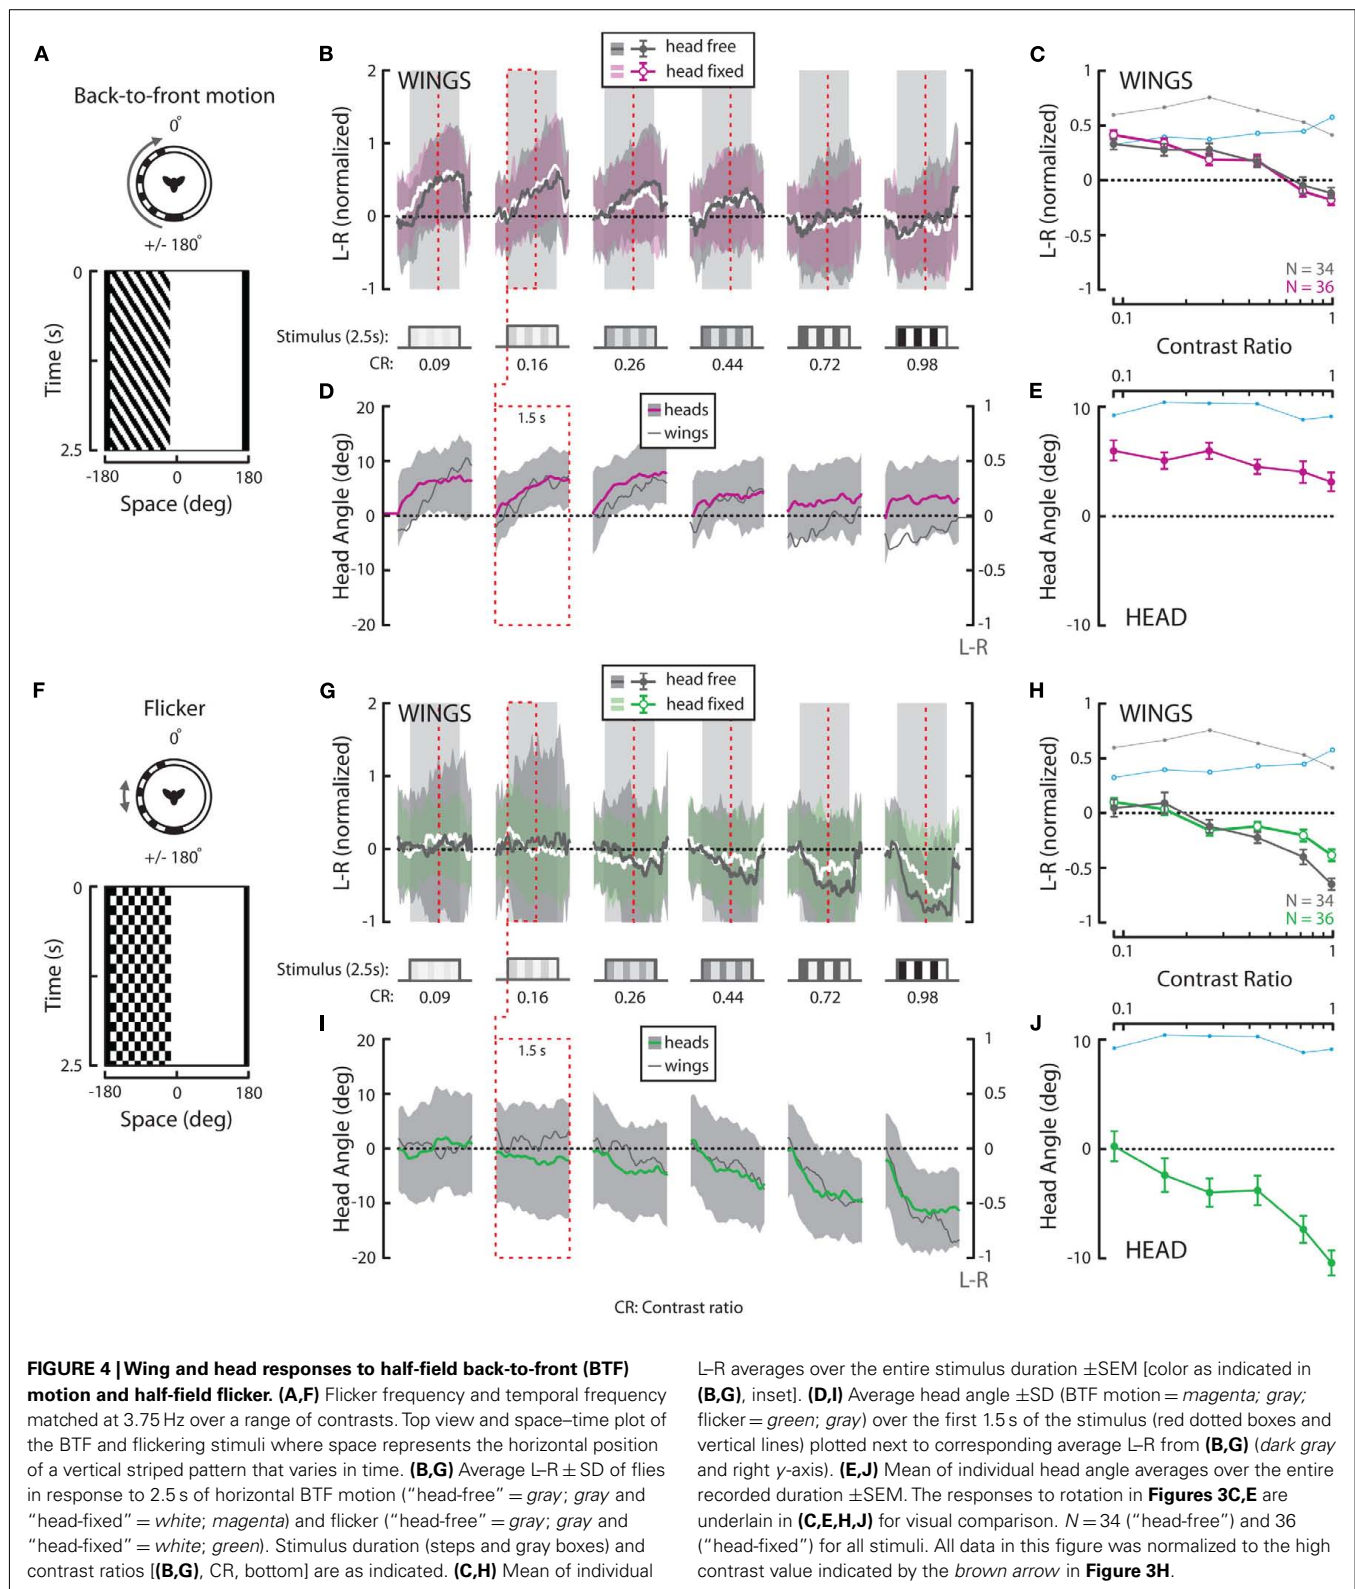 A
Back-to-front motion
0°
+/- 180°
0
Time (s)
2.5
-180 0 180
Space (deg)
B
head free
head fixed
WINGS
2
1
0
-1
L-R (normalized)
Stimulus (2.5s):
CR: 0.09 0.16 0.26 0.44 0.72 0.98
C
WINGS
1
0.5
0
-0.5
-1
L-R (normalized)
N = 34
N = 36
0.1 1
Contrast Ratio
D
heads
wings
1.5 s
20
10
0
-10
-20
Head Angle (deg)
1
0.5
0
-0.5
-1
L-R
E
0.1 1
10
0
-10
Head Angle (deg)
HEAD
F
Flicker
0°
+/- 180°
0
Time (s)
2.5
-180 0 180
Space (deg)
G
head free
head fixed
WINGS
2
1
0
-1
L-R (normalized)
Stimulus (2.5s):
CR: 0.09 0.16 0.26 0.44 0.72 0.98
H
WINGS
1
0.5
0
-0.5
-1
L-R (normalized)
N = 34
N = 36
0.1 1
Contrast Ratio
I
heads
wings
1.5 s
20
10
0
-10
-20
Head Angle (deg)
1
0.5
0
-0.5
-1
L-R
J
0.1 1
10
0
-10
Head Angle (deg)
HEAD
CR: Contrast ratio
FIGURE 4 | Wing and head responses to half-field back-to-front (BTF)
motion and half-field flicker. (A,F) Flicker frequency and temporal frequency
matched at 3.75 Hz over a range of contrasts. Top view and space–time plot of
the BTF and flickering stimuli where space represents the horizontal position
of a vertical striped pattern that varies in time. (B,G) Average L–R ± SD of flies
in response to 2.5 s of horizontal BTF motion (“head-free” = gray; gray and
“head-fixed” = white; magenta) and flicker (“head-free” = gray; gray and
“head-fixed” = white; green). Stimulus duration (steps and gray boxes) and
contrast ratios [(B,G), CR, bottom] are as indicated. (C,H) Mean of individual
L–R averages over the entire stimulus duration ±SEM [color as indicated in
(B,G), inset]. (D,I) Average head angle ±SD (BTF motion = magenta; gray;
flicker = green; gray) over the first 1.5 s of the stimulus (red dotted boxes and
vertical lines) plotted next to corresponding average L–R from (B,G) (dark gray
and right y-axis). (E,J) Mean of individual head angle averages over the entire
recorded duration ±SEM. The responses to rotation in Figures 3C,E are
underlain in (C,E,H,J) for visual comparison. N = 34 (“head-free”) and 36
(“head-fixed”) for all stimuli. All data in this figure was normalized to the high
contrast value indicated by the brown arrow in Figure 3H.